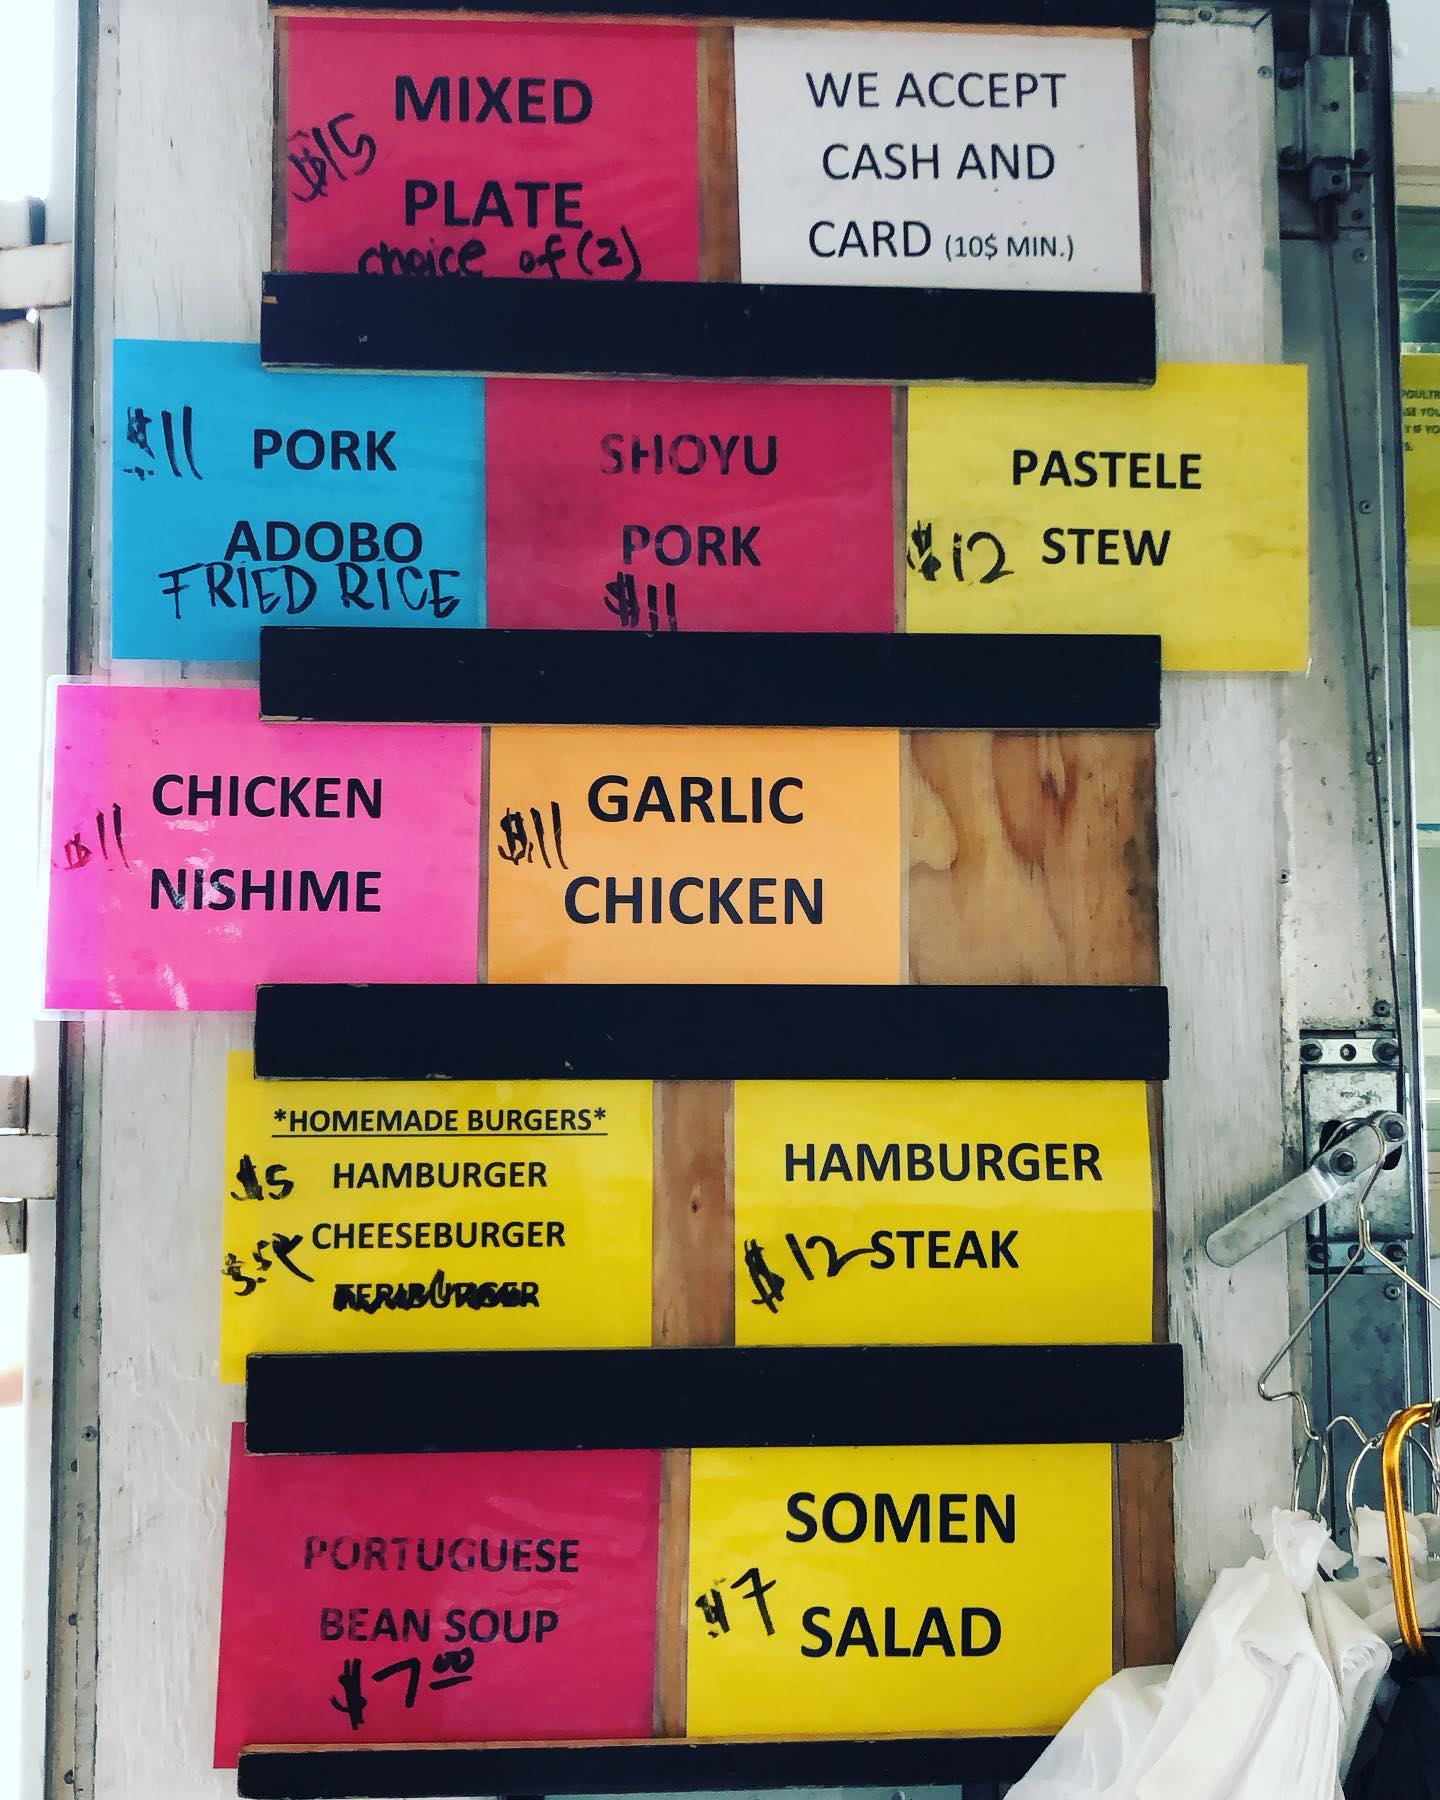 MIXED
$15
PLATE
choice of (2)
WE ACCEPT
CASH AND
CARD (10$ MIN.)
$11 PORK
ADOBO
FRIED RICE
SHOYU
PORK
$11
PASTELE
$12 STEW
CHICKEN
$11
NISHIME
GARLIC
$11
CHICKEN
*HOMEMADE BURGERS*
$5 HAMBURGER
CHEESEBURGER
TERIBURGER
HAMBURGER
$12 STEAK
PORTUGUESE
BEAN SOUP
$7.00
SOMEN
$7
SALAD